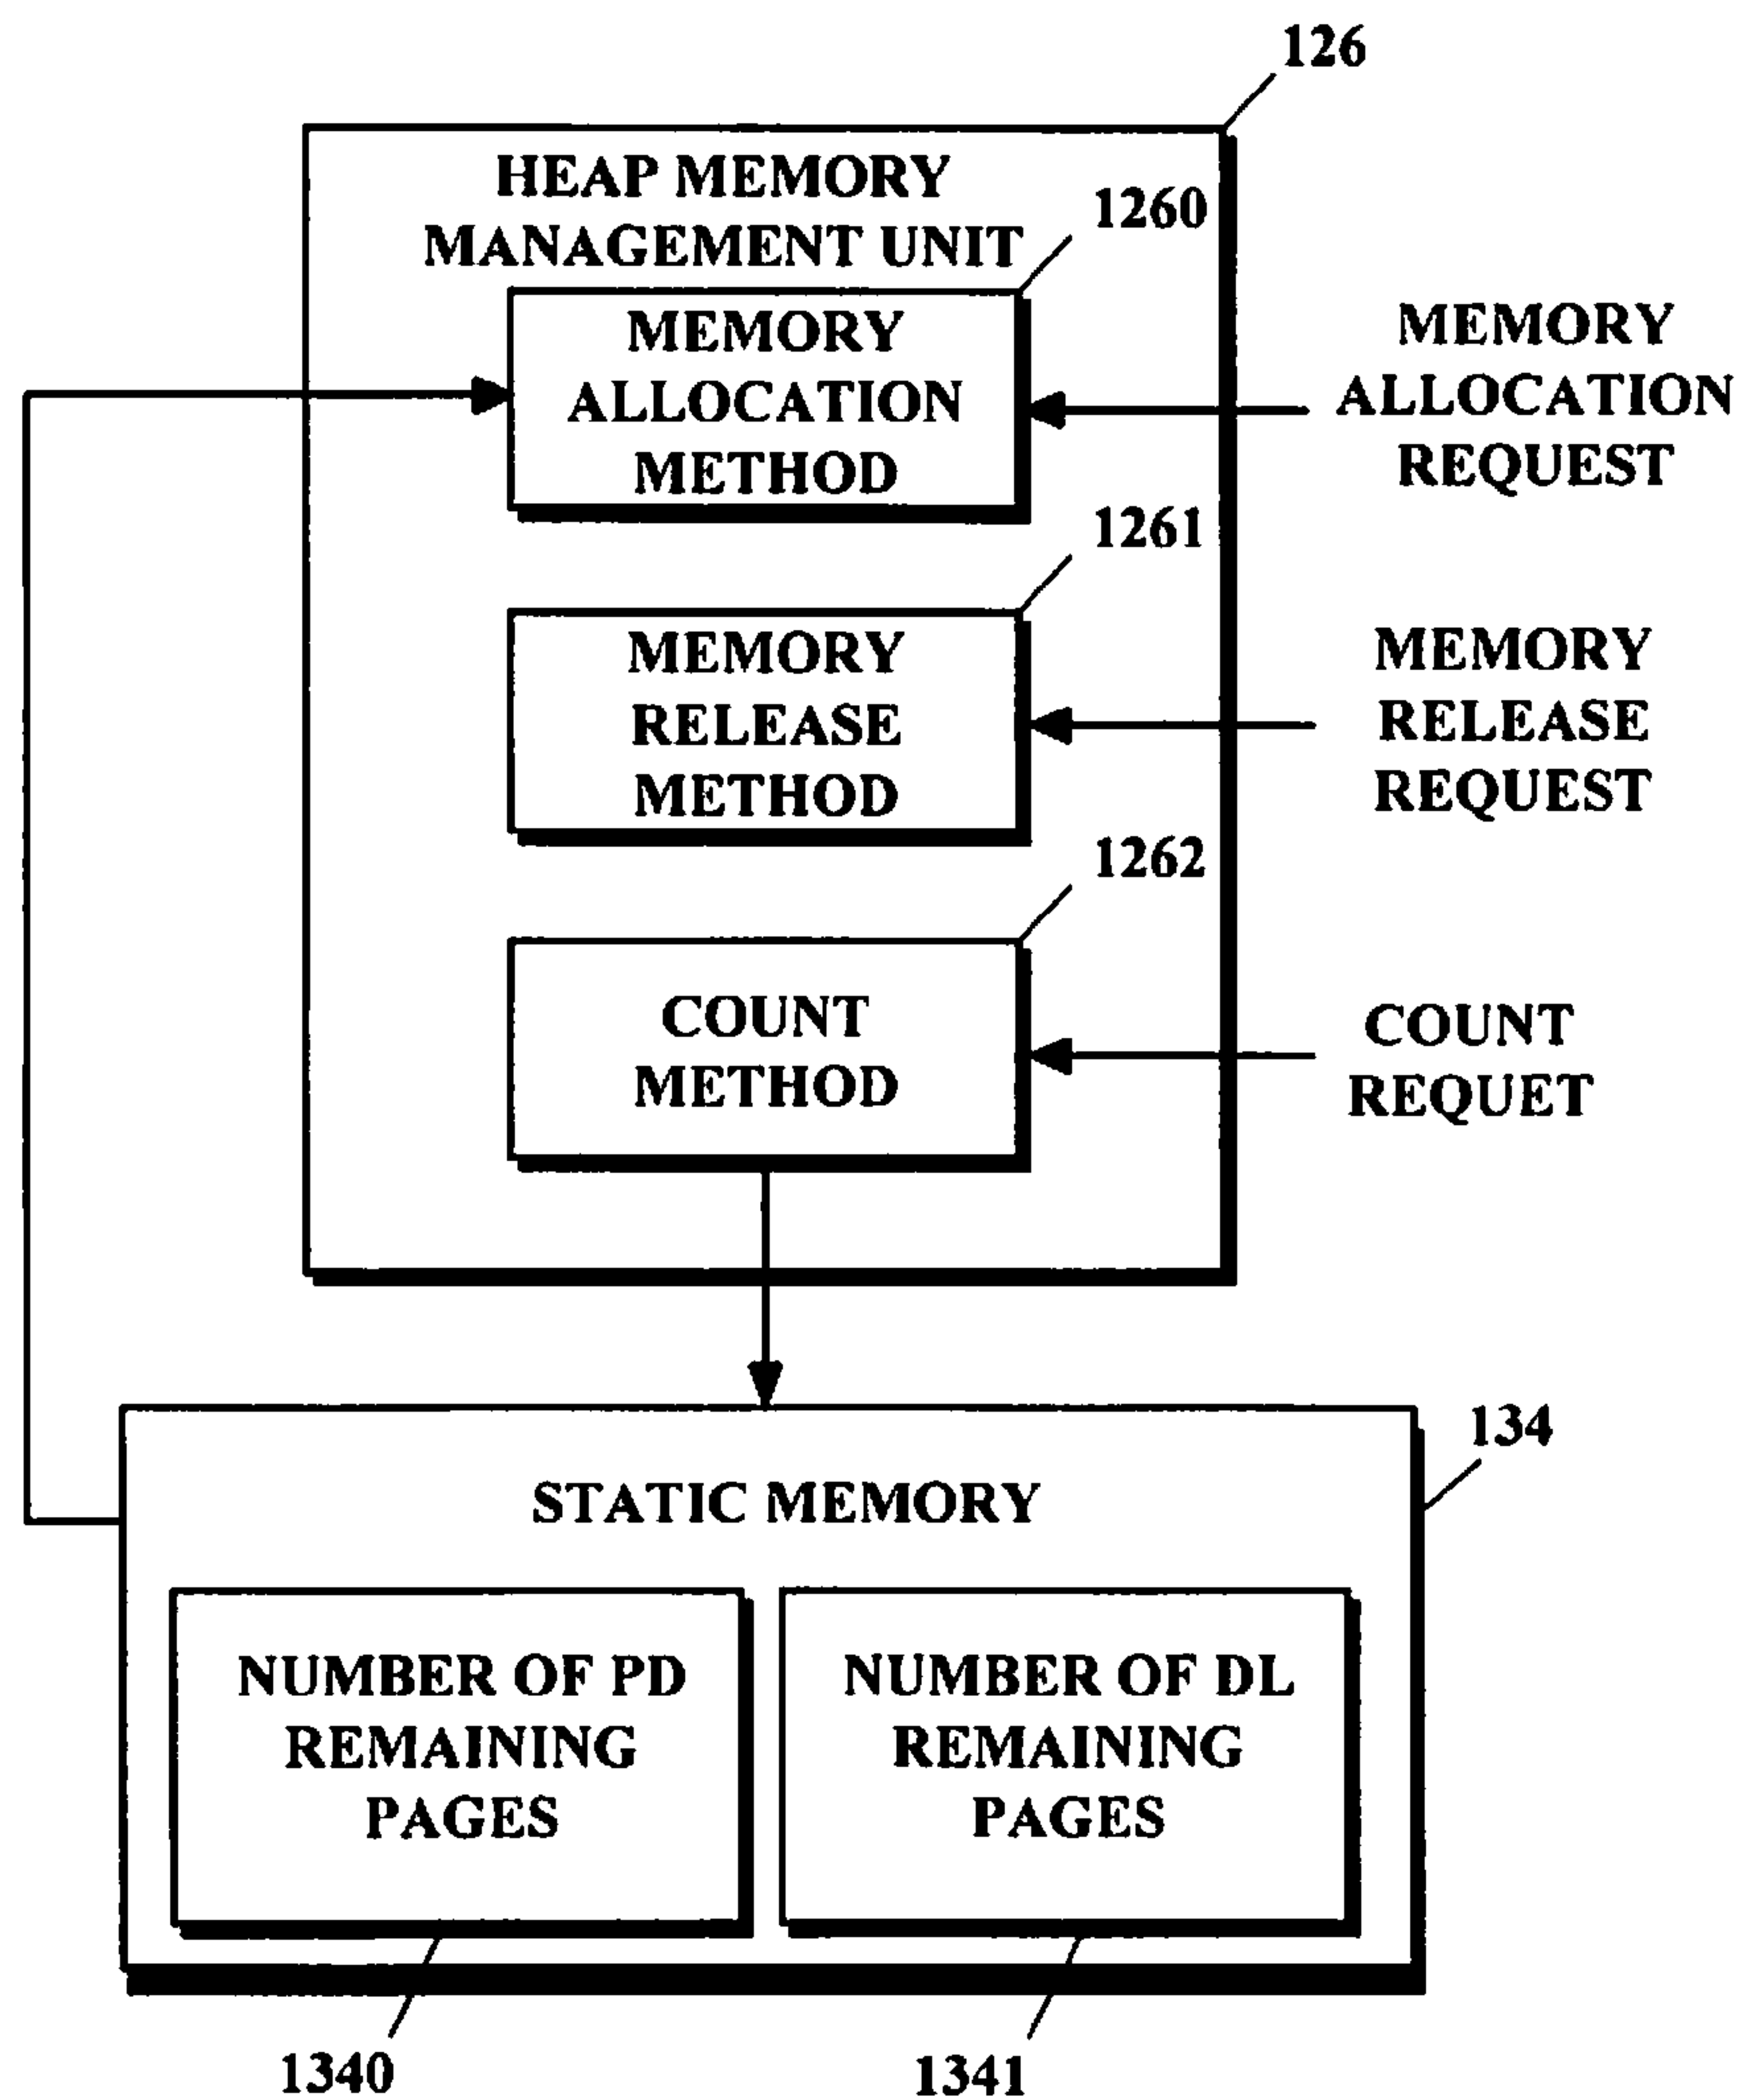 126
HEAP MEMORY
MANAGEMENT UNIT
1260
MEMORY
ALLOCATION
METHOD
MEMORY
ALLOCATION
REQUEST
1261
MEMORY
RELEASE
METHOD
MEMORY
RELEASE
REQUEST
1262
COUNT
METHOD
COUNT
REQUET
134
STATIC MEMORY
NUMBER OF PD
REMAINING
PAGES
NUMBER OF DL
REMAINING
PAGES
1340
1341